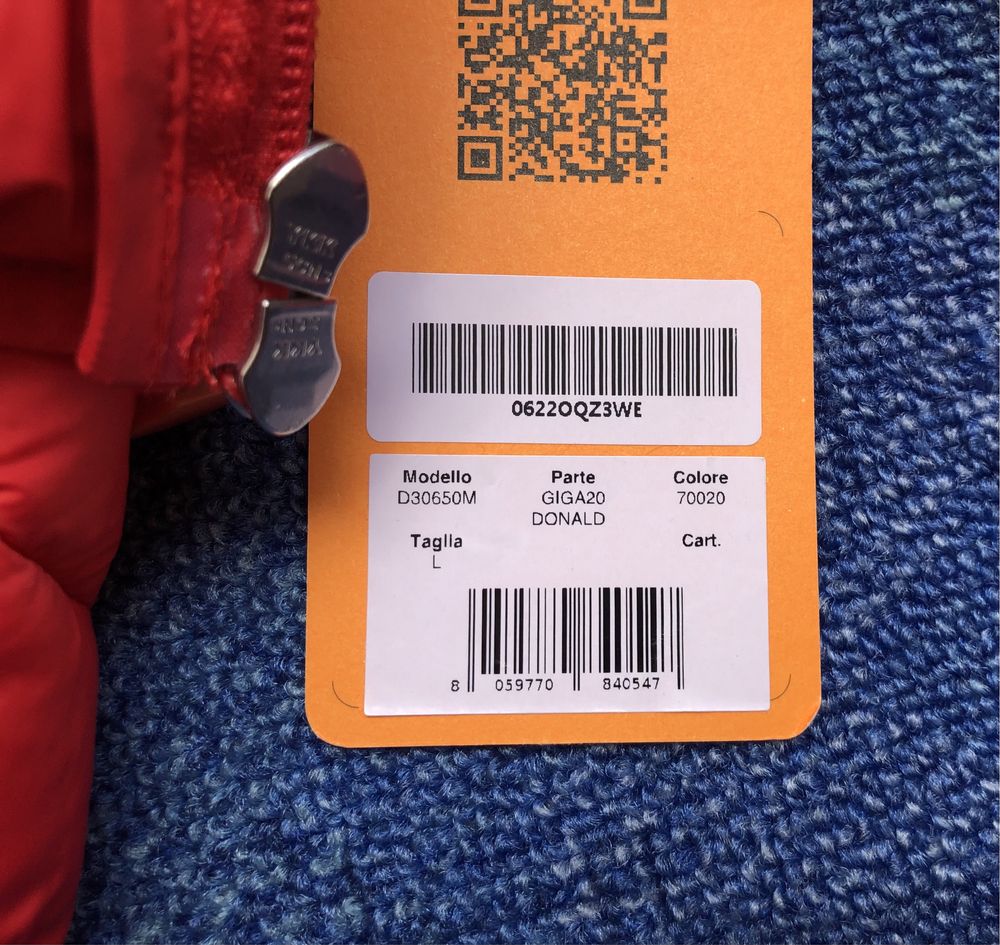 0622OQZ3WE
Modello Parte Colore
D30650M GIGA20 70020
DONALD
Taglia Cart.
L
8 059770 840547